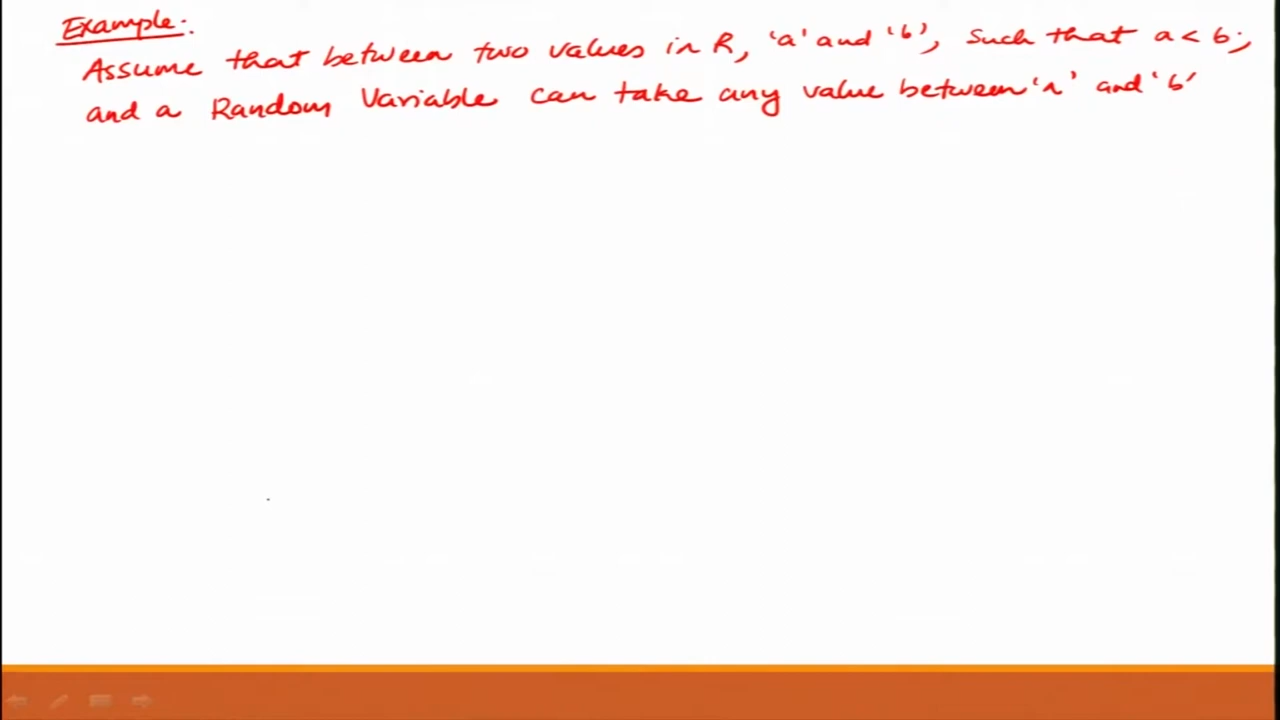 Example:
Assume that between two values in R, 'a' and 'b', such that a < b;
and a Random Variable can take any value between 'a' and 'b'